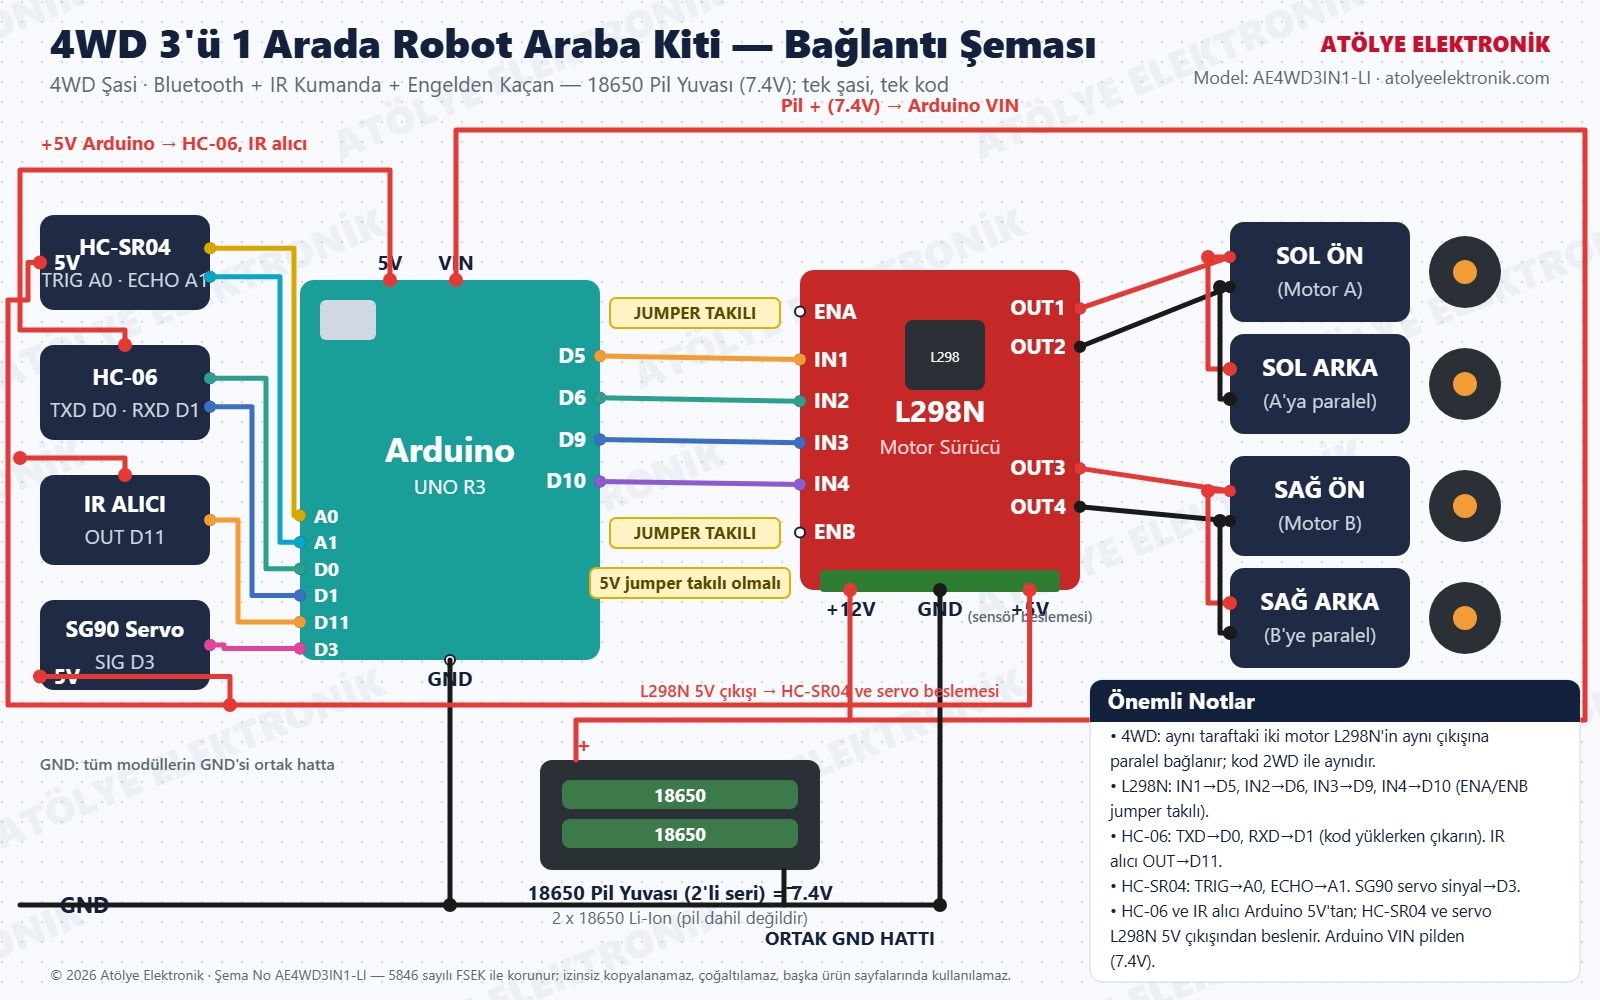 4WD 3'ü 1 Arada Robot Araba Kiti — Bağlantı Şeması
ATÖLYE ELEKTRONİK
4WD Şasi · Bluetooth + IR Kumanda + Engelden Kaçan — 18650 Pil Yuvası (7.4V); tek şasi, tek kod
Model: AE4WD3IN1-LI · atolyeelektronik.com
Pil + (7.4V) → Arduino VIN
+5V Arduino → HC-06, IR alıcı
HC-SR04
5V
TRIG A0 · ECHO A1
HC-06
TXD D0 · RXD D1
IR ALICI
OUT D11
SG90 Servo
SIG D3
5V
5V
VIN
Arduino
UNO R3
D5
D6
D9
D10
A0
A1
D0
D1
D11
D3
GND
JUMPER TAKILI
JUMPER TAKILI
5V jumper takılı olmalı
ENA
IN1
IN2
IN3
IN4
ENB
L298
L298N
Motor Sürücü
OUT1
OUT2
OUT3
OUT4
+12V
GND
+5V
(sensör beslemesi)
SOL ÖN
(Motor A)
SOL ARKA
(A'ya paralel)
SAĞ ÖN
(Motor B)
SAĞ ARKA
(B'ye paralel)
L298N 5V çıkışı → HC-SR04 ve servo beslemesi
+
18650
18650
18650 Pil Yuvası (2'li seri) = 7.4V
2 x 18650 Li-Ion (pil dahil değildir)
GND: tüm modüllerin GND'si ortak hatta
GND
ORTAK GND HATTI
Önemli Notlar
• 4WD: aynı taraftaki iki motor L298N'in aynı çıkışına
paralel bağlanır; kod 2WD ile aynıdır.
• L298N: IN1→D5, IN2→D6, IN3→D9, IN4→D10 (ENA/ENB
jumper takılı).
• HC-06: TXD→D0, RXD→D1 (kod yüklerken çıkarın). IR
alıcı OUT→D11.
• HC-SR04: TRIG→A0, ECHO→A1. SG90 servo sinyal→D3.
• HC-06 ve IR alıcı Arduino 5V'tan; HC-SR04 ve servo
L298N 5V çıkışından beslenir. Arduino VIN pilden
(7.4V).
© 2026 Atölye Elektronik · Şema No AE4WD3IN1-LI — 5846 sayılı FSEK ile korunur; izinsiz kopyalanamaz, çoğaltılamaz, başka ürün sayfalarında kullanılamaz.